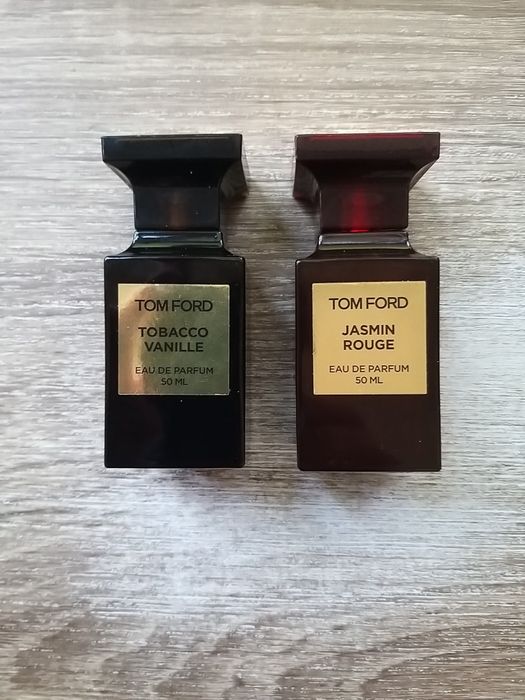 TOM FORD
TOBACCO
VANILLE
EAU DE PARFUM
50 ML
TOM FORD
JASMIN
ROUGE
EAU DE PARFUM
50 ML